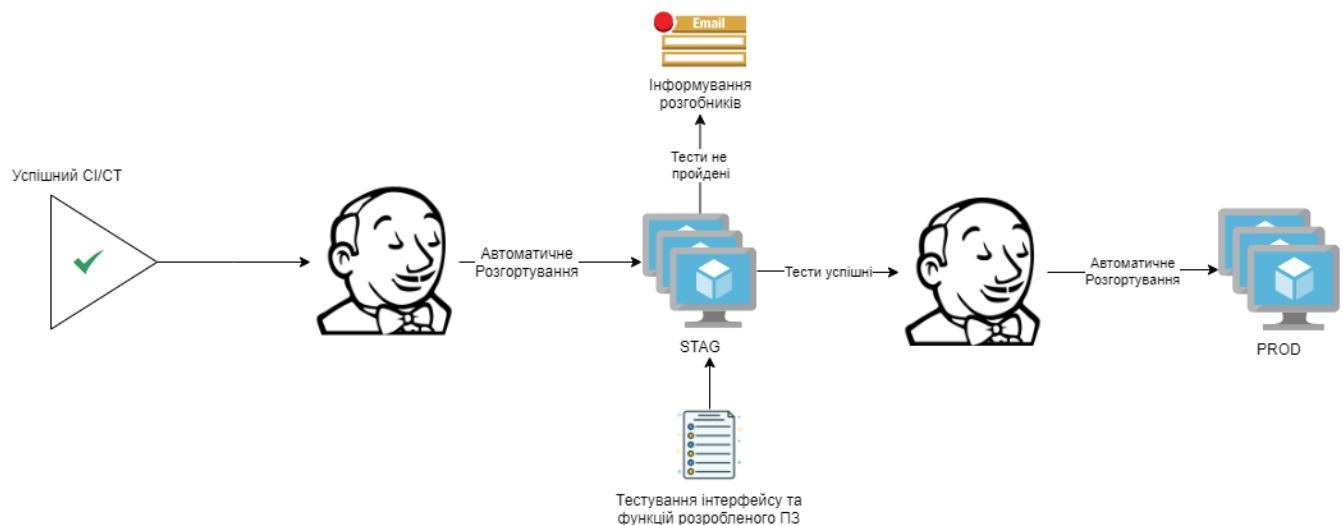 Email
Інформування
розгобників
Тести не
пройдені
Успішний CI/CT
Автоматичне
Розгортування
Тести успішні
Автоматичне
Розгортування
STAG
PROD
Тестування інтерфейсу та
функцій розробленого ПЗ